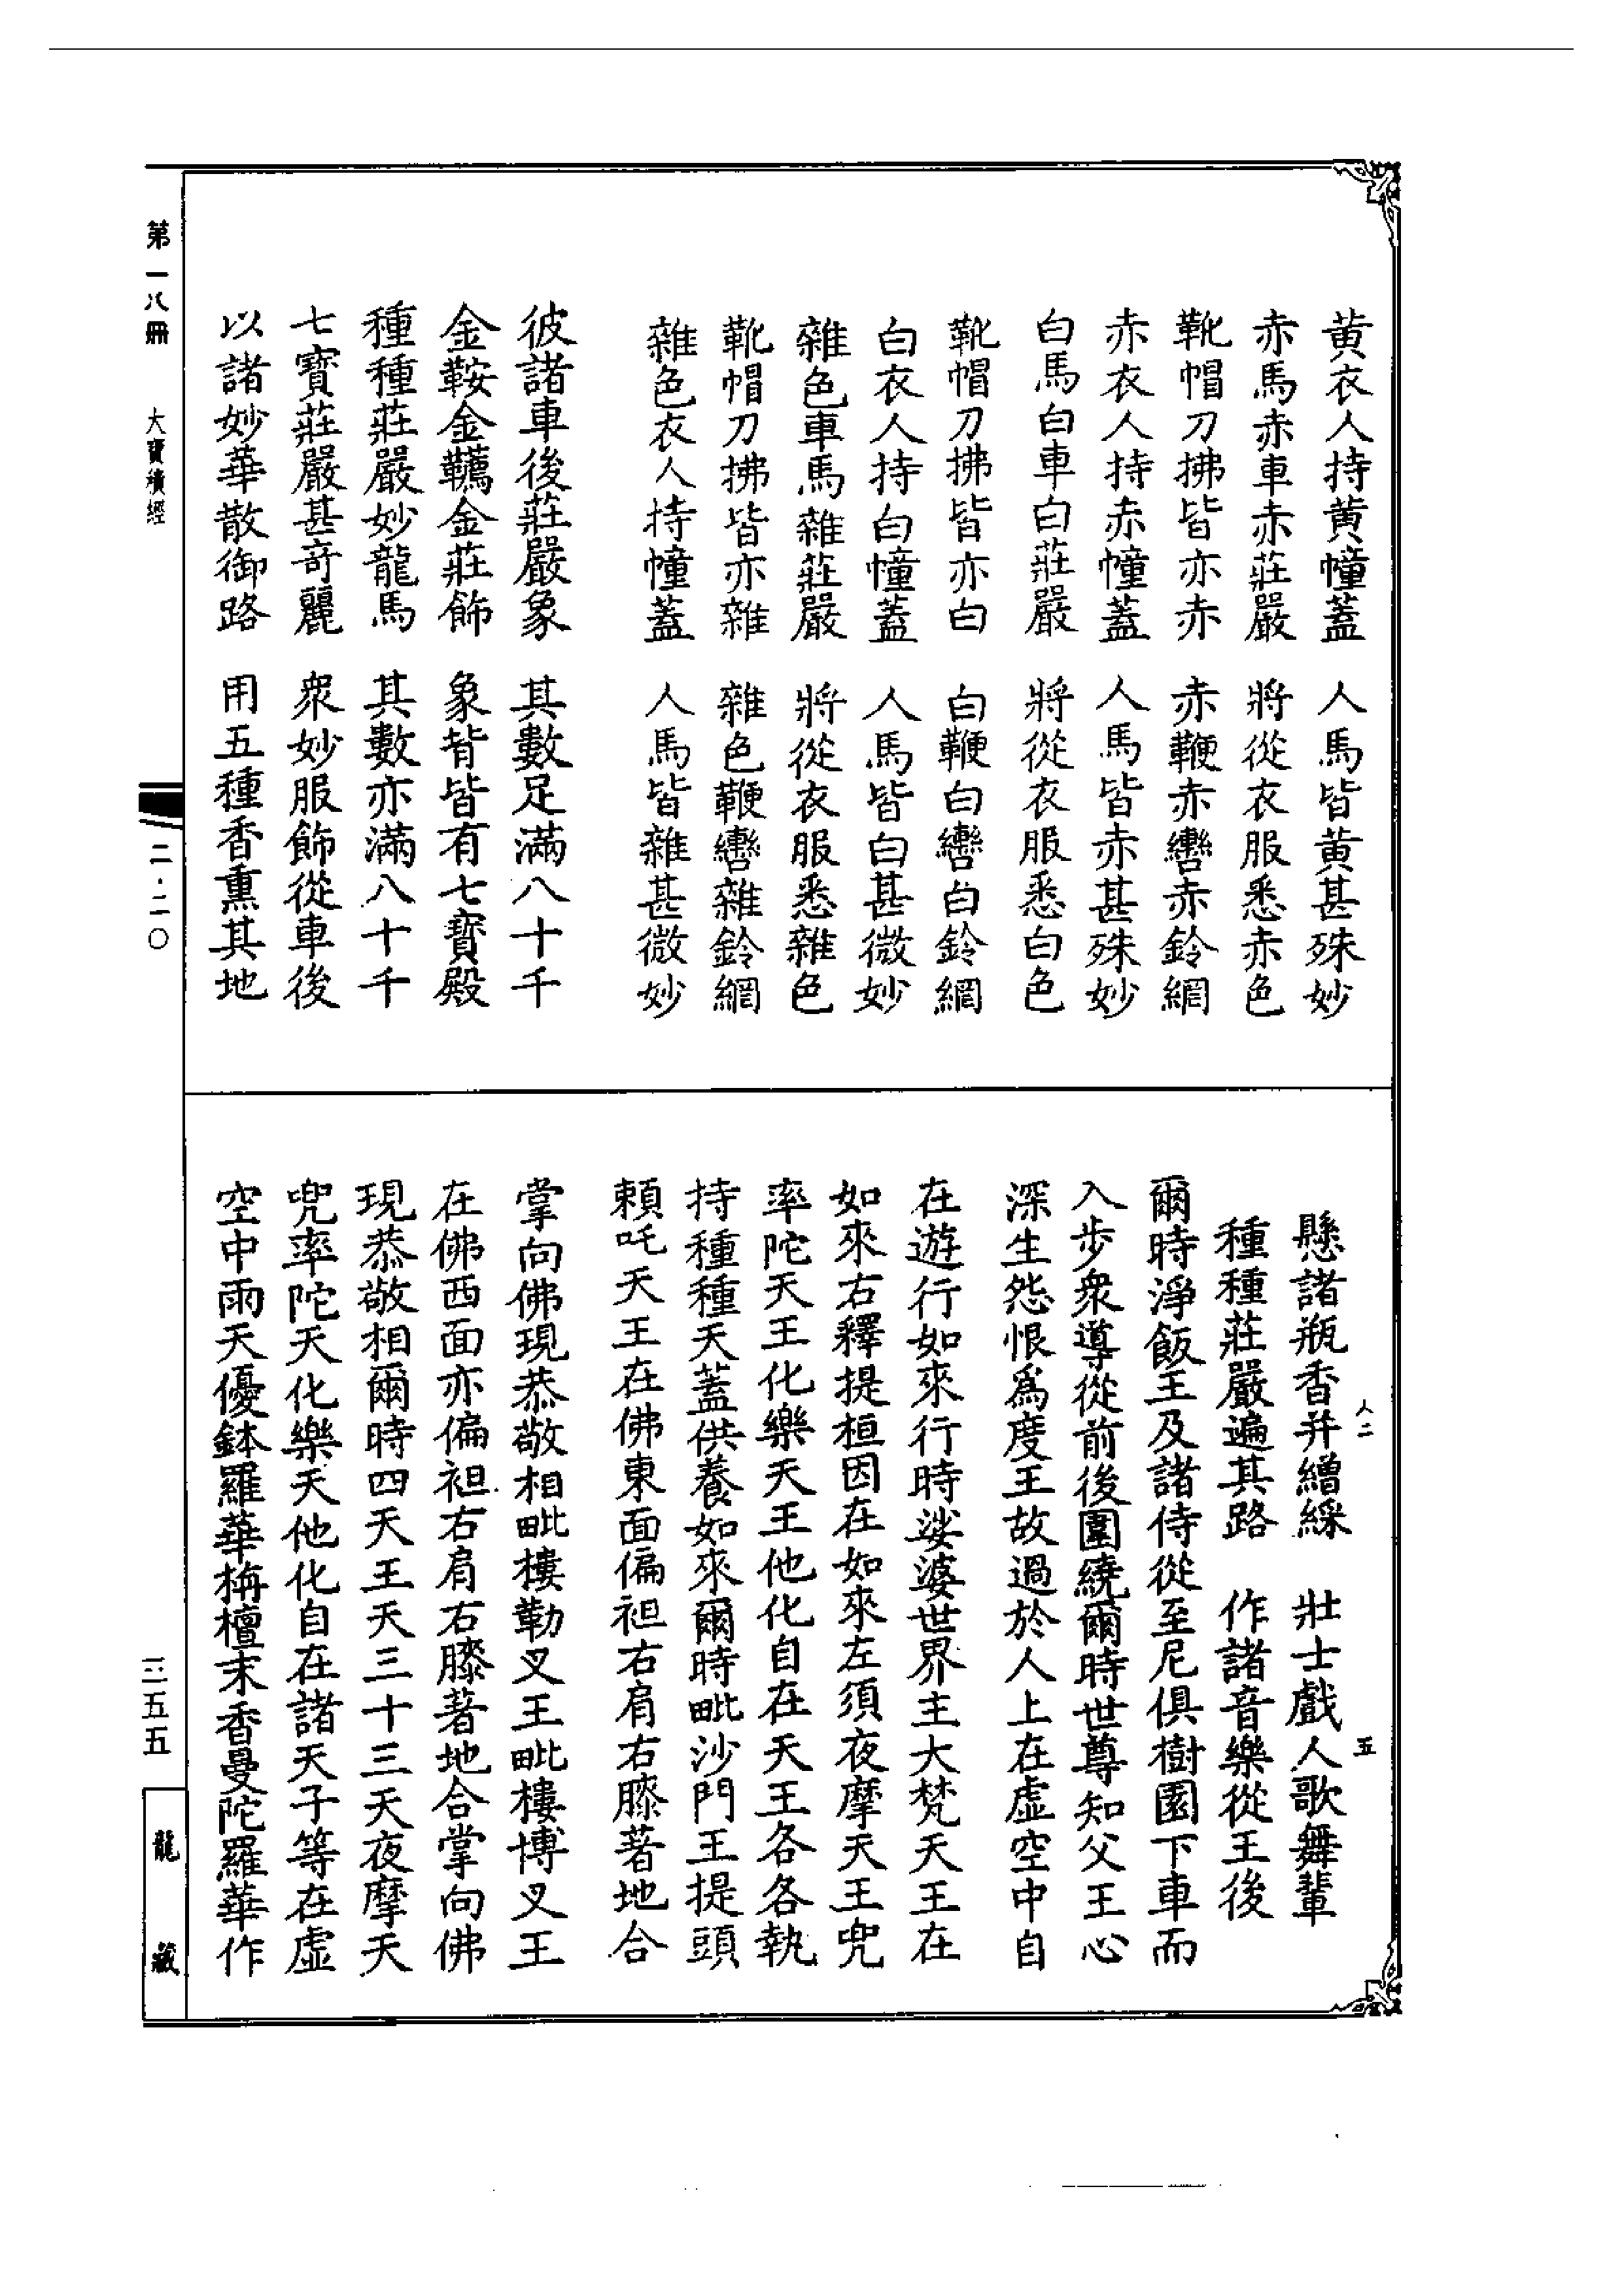 黄衣人持黄幢蓋　人馬皆黄甚殊妙
赤馬赤車赤莊嚴　將從衣服悉赤色
靴帽刀拂皆亦赤　赤鞭赤轡赤鈴網
赤衣人持赤幢蓋　人馬皆赤甚殊妙
白馬白車白莊嚴　將從衣服悉白色
靴帽刀拂皆亦白　白鞭白轡白鈴網
白衣人持白幢蓋　人馬皆白甚微妙
雜色車馬雜莊嚴　將從衣服悉雜色
靴帽刀拂皆亦雜　雜色鞭轡雜鈴網
雜色衣人持幢蓋　人馬皆雜甚微妙
彼諸車後莊嚴象　其數足滿八十千
金鞍金韉金莊飾　象背皆有七寶殿
種種莊嚴妙龍馬　其數亦滿八十千
七寶莊嚴甚奇麗　衆妙服飾從車後
以諸妙華散御路　用五種香熏其地
懸諸瓶香并繒綵　壯士戲人歌舞輩
種種莊嚴遍其路　作諸音樂從王後
爾時淨飯王及諸侍從至尼俱樹園下車而
入步衆導從前後圍繞爾時世尊知父王心
深生怨恨爲度王故過於人上在虛空中自
在遊行如來行時娑婆世界主大梵天王在
如來右釋提桓因在如來左須夜摩天王兜
率陀天王化樂天王他化自在天王各各執
持種種天蓋供養如來爾時毗沙門王提頭
賴吒天王在佛東面偏袒右肩右膝著地合
掌向佛現恭敬相毗樓勒叉王毗樓博叉王
在佛西面亦偏袒右肩右膝著地合掌向佛
現恭敬相爾時四天王天三十三天夜摩天
兜率陀天化樂天他化自在諸天子等在虛
空中雨天優鉢羅華栴檀末香曼陀羅華作
人二
五
第一八冊　大寶積經
二·二〇
三五五
龍藏